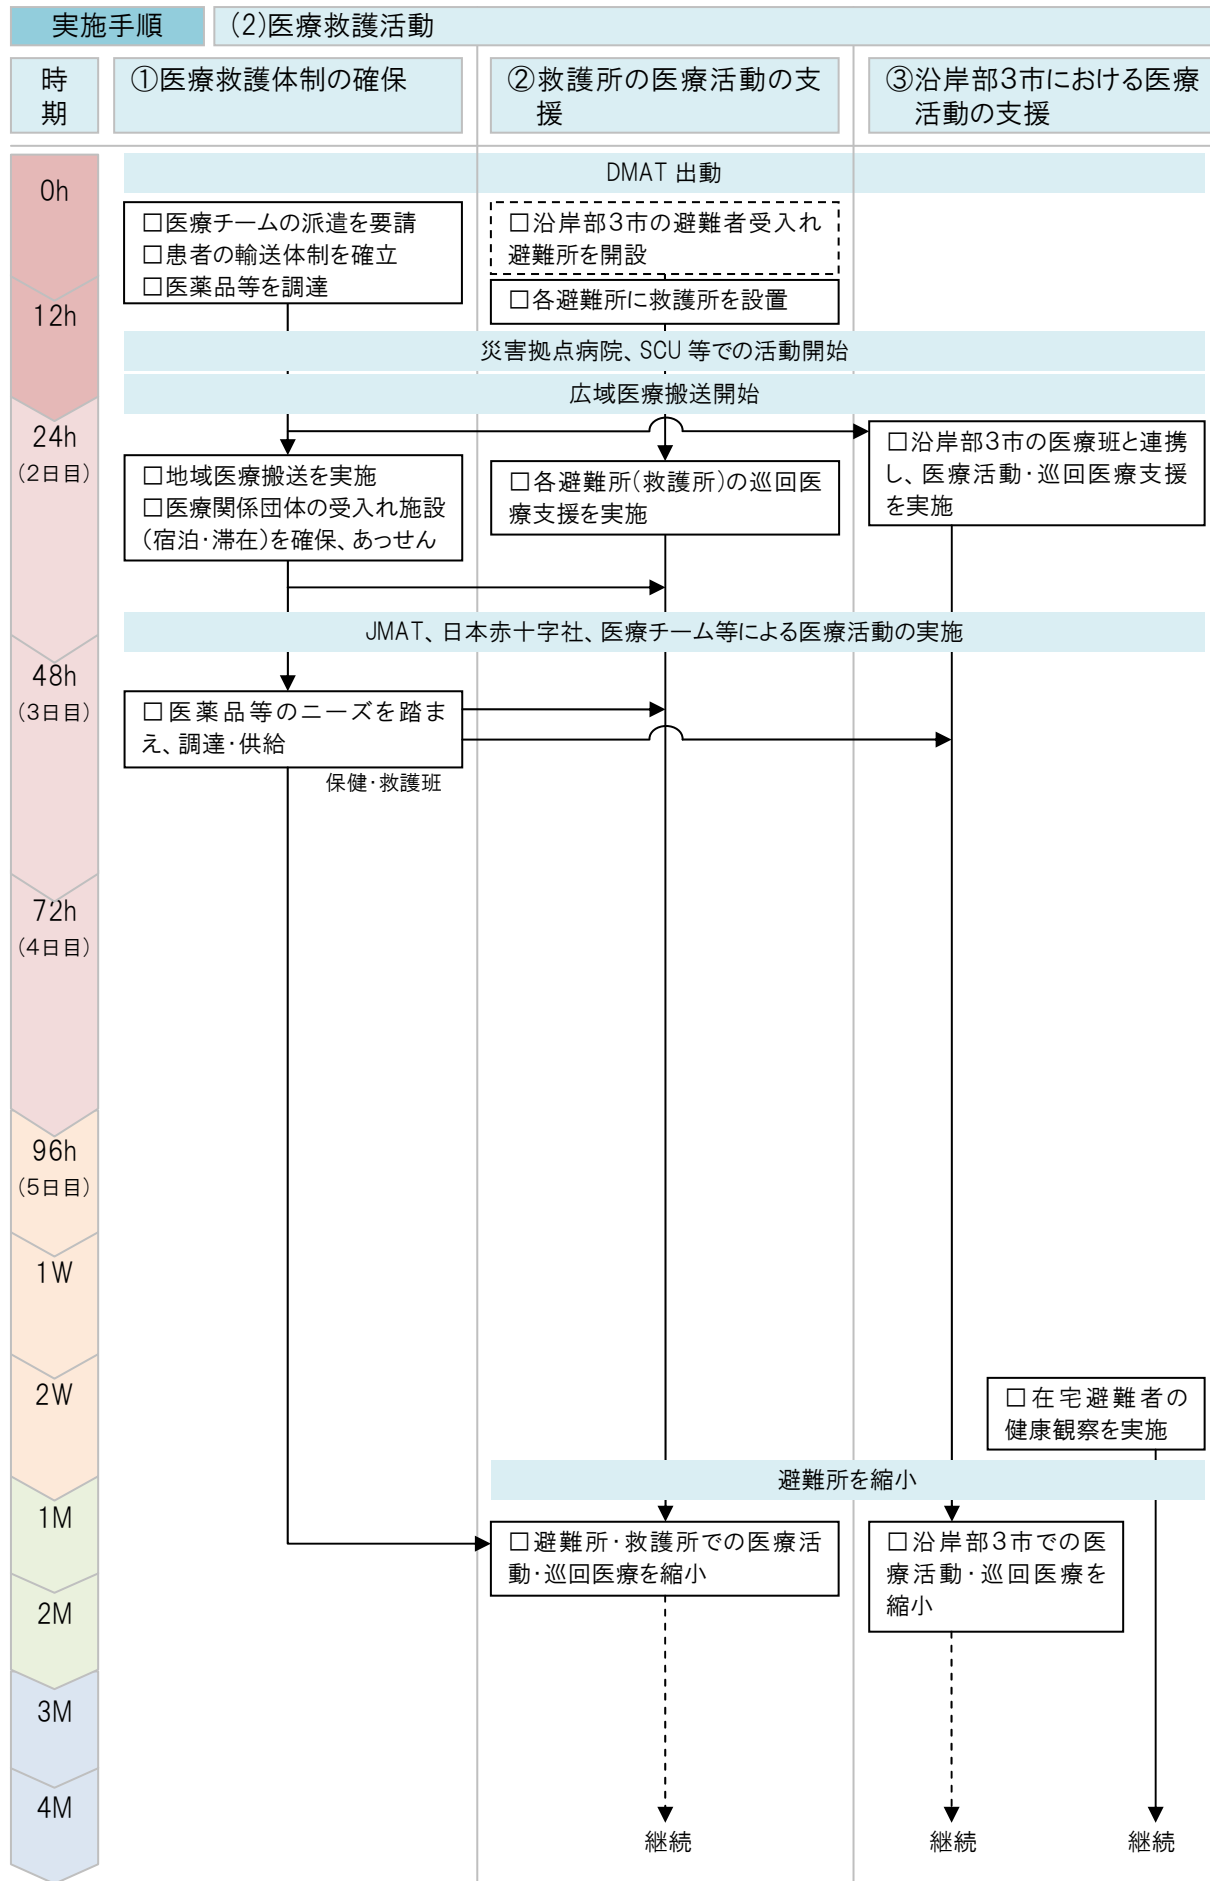 実施手順
(2)医療救護活動
時
期
①医療救護体制の確保
②救護所の医療活動の支
援
③沿岸部3市における医療
活動の支援
0h
DMAT 出動
□医療チームの派遣を要請
□患者の輸送体制を確立
□医薬品等を調達
□沿岸部3市の避難者受入れ
避難所を開設
□各避難所に救護所を設置
12h
災害拠点病院、SCU 等での活動開始
広域医療搬送開始
24h
(2日目)
□地域医療搬送を実施
□医療関係団体の受入れ施設
(宿泊・滞在)を確保、あっせん
□各避難所(救護所)の巡回医
療支援を実施
□沿岸部3市の医療班と連携
し、医療活動・巡回医療支援
を実施
JMAT、日本赤十字社、医療チーム等による医療活動の実施
48h
(3日目)
□医薬品等のニーズを踏ま
え、調達・供給
保健・救護班
72h
(4日目)
96h
(5日目)
1W
2W
□在宅避難者の
健康観察を実施
避難所を縮小
1M
□避難所・救護所での医療活
動・巡回医療を縮小
□沿岸部3市での医
療活動・巡回医療を
縮小
2M
3M
4M
継続
継続
継続